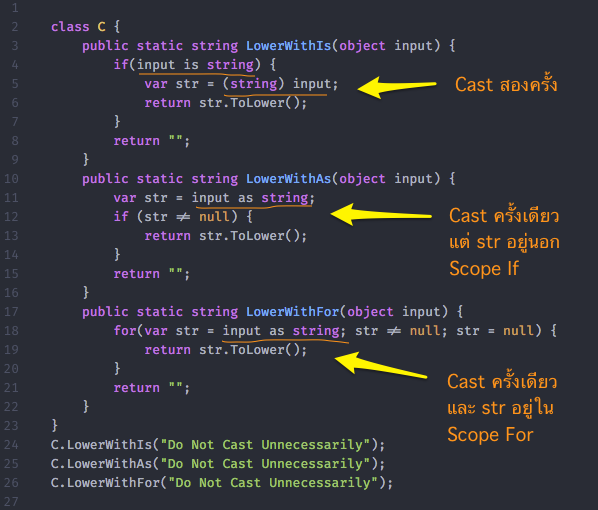 1
2 class C {
3 public static string LowerWithIs(object input) {
4 if(input is string) {
5 var str = (string) input;
6 return str.ToLower();
7 }
8 return "";
9 }
10 public static string LowerWithAs(object input) {
11 var str = input as string;
12 if (str ≠ null) {
13 return str.ToLower();
14 }
15 return "";
16 }
17 public static string LowerWithFor(object input) {
18 for(var str = input as string; str ≠ null; str = null) {
19 return str.ToLower();
20 }
21 return "";
22 }
23 }
24 C.LowerWithIs("Do Not Cast Unnecessarily");
25 C.LowerWithAs("Do Not Cast Unnecessarily");
26 C.LowerWithFor("Do Not Cast Unnecessarily");
27
Cast สองครั้ง
Cast ครั้งเดียว
แต่ str อยู่นอก
Scope If
Cast ครั้งเดียว
และ str อยู่ใน
Scope For